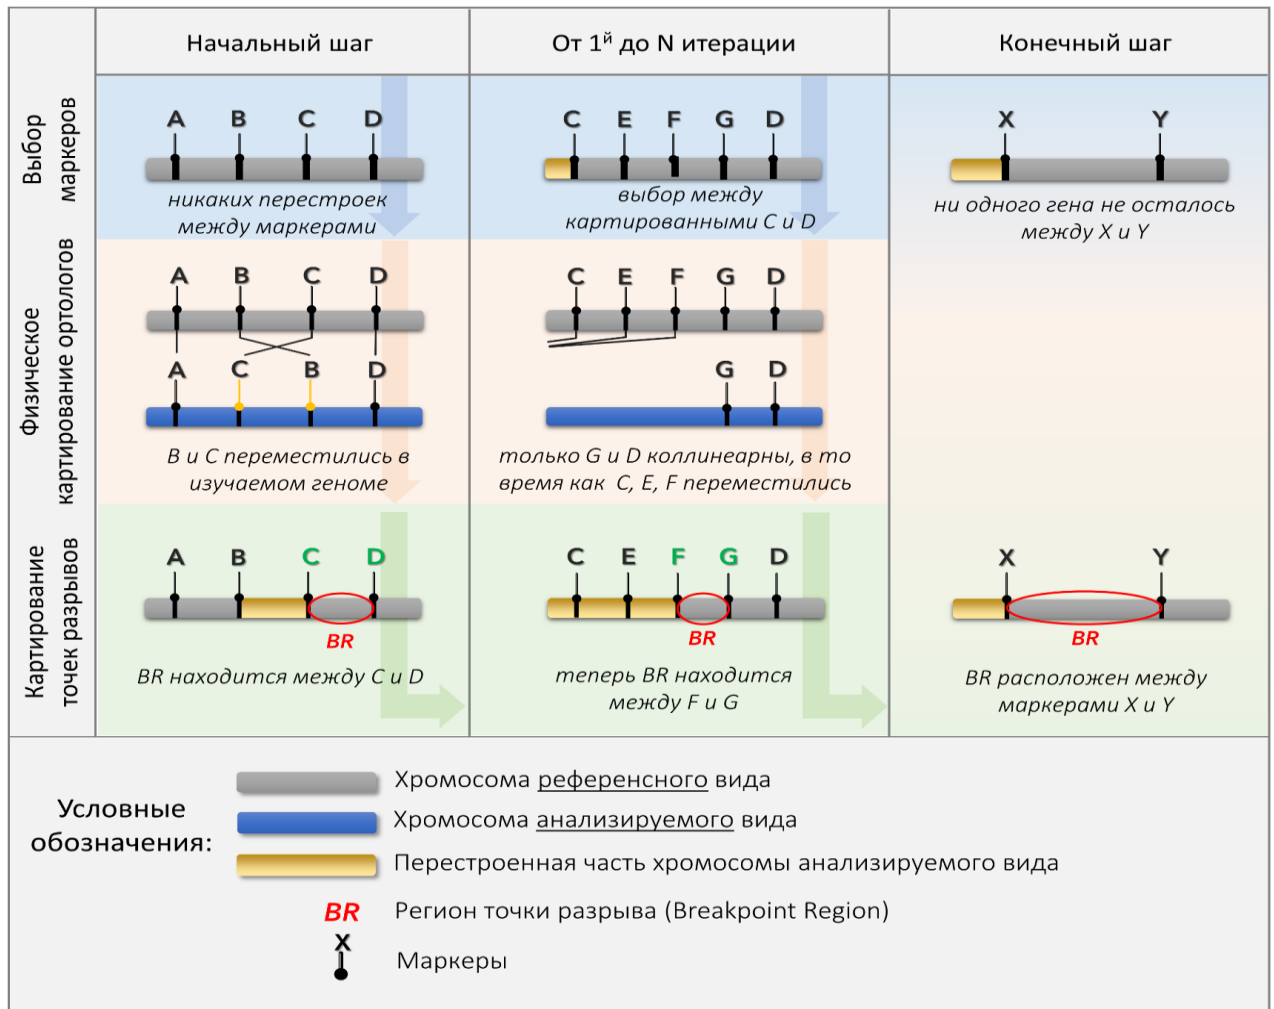 Начальный шаг
От 1й до N итерации
Конечный шаг
Выбор
маркеров
A B C D
никаких перестроек
между маркерами
C E F G D
выбор между
картированными C и D
X Y
ни одного гена не осталось
между X и Y
Физическое
картирование ортологов
A B C D
A C B D
B и C переместились в
изучаемом геноме
C E F G D
G D
только G и D коллинеарны, в то
время как C, E, F переместились
Картирование
точек разрывов
A B C D
BR
BR находится между C и D
C E F G D
BR
теперь BR находится
между F и G
X Y
BR
BR расположен между
маркерами X и Y
Условные
обозначения:
Хромосома референсного вида
Хромосома анализируемого вида
Перестроенная часть хромосомы анализируемого вида
BR Регион точки разрыва (Breakpoint Region)
X
Маркеры